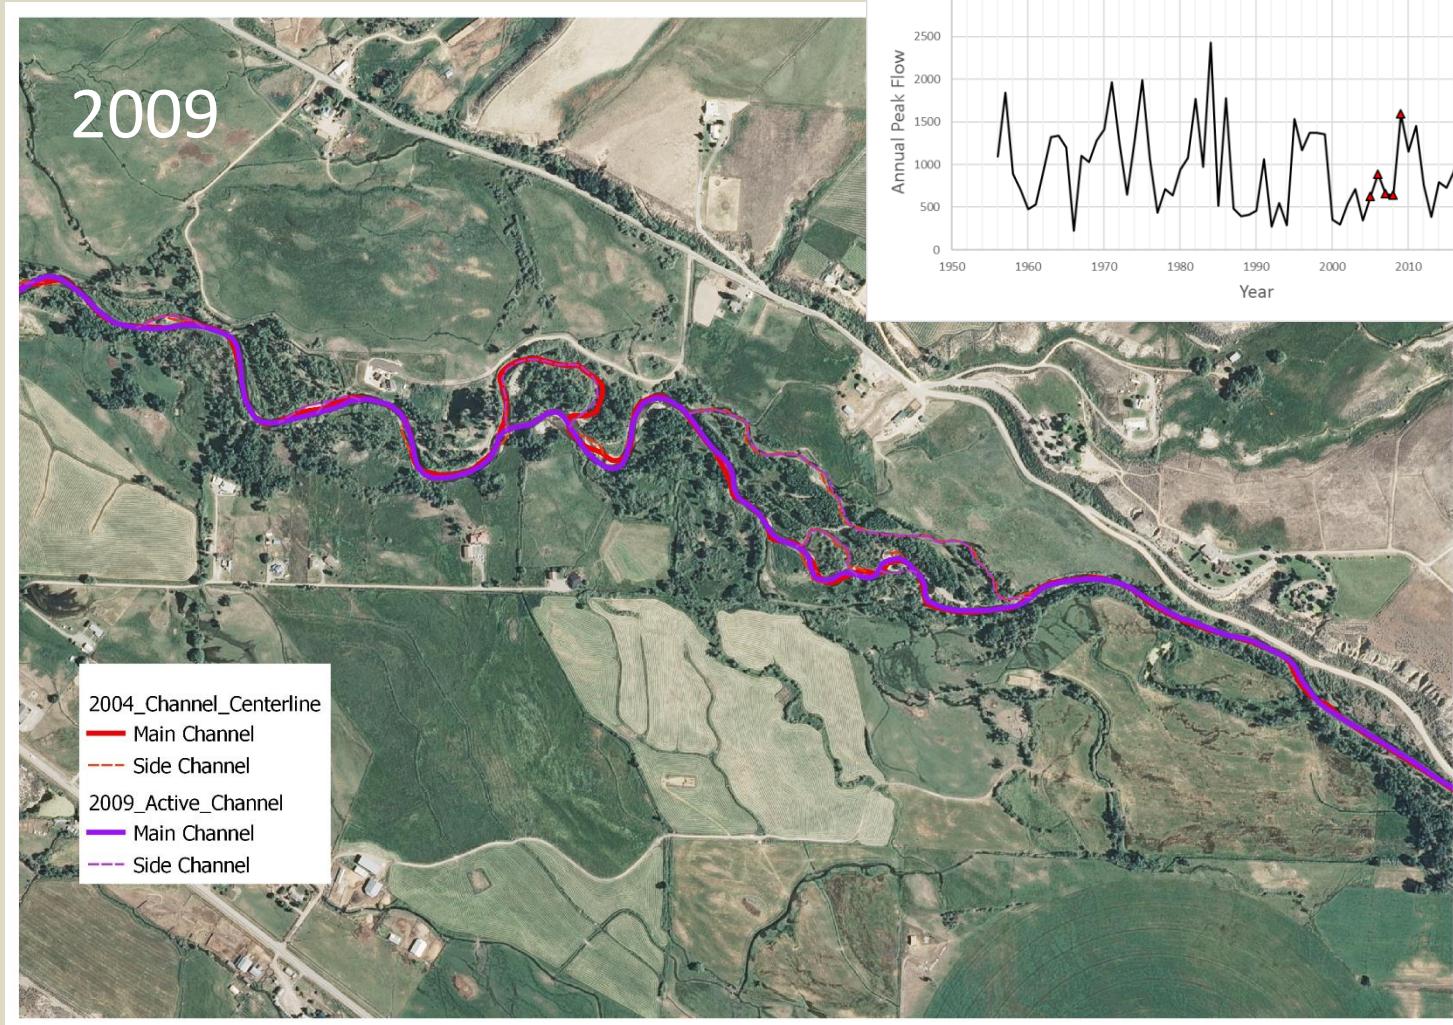 2009
2004_Channel_Centerline
Main Channel
Side Channel
2009_Active_Channel
Main Channel
Side Channel
Annual Peak Flow
2500
2000
1500
1000
500
0
1950 1960 1970 1980 1990 2000 2010
Year